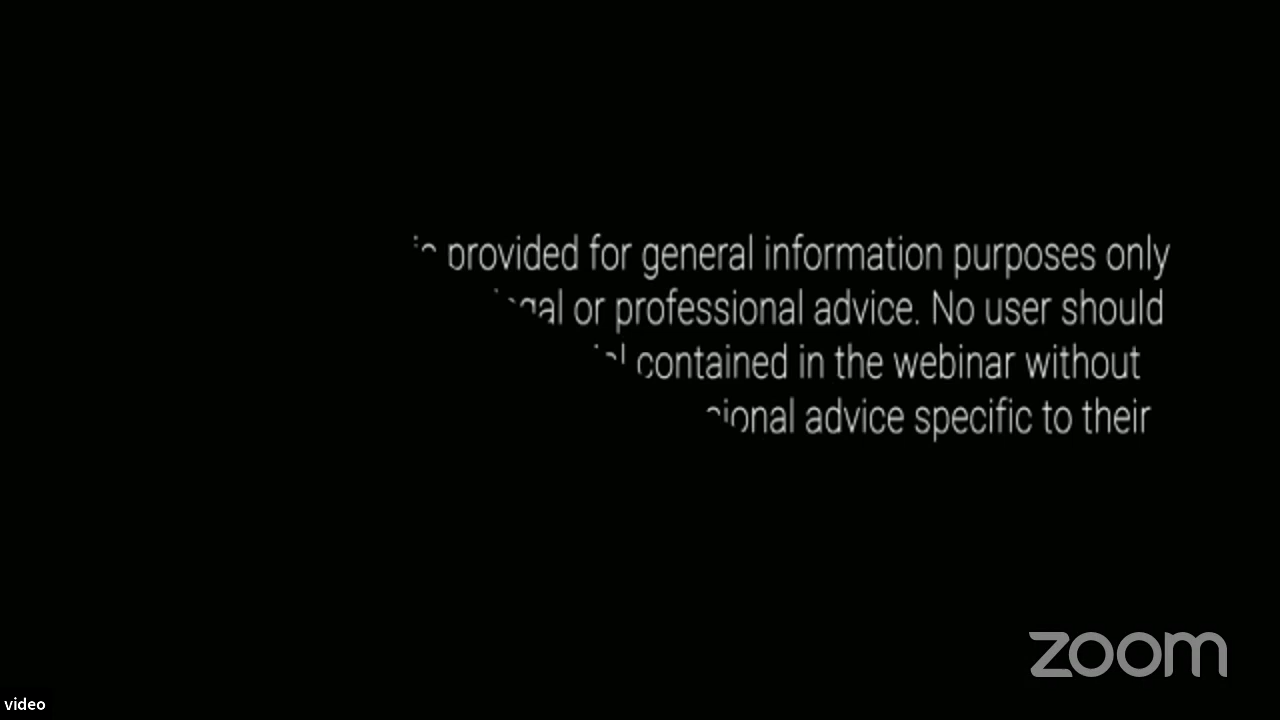 provided for general information purposes only
or professional advice. No user should
contained in the webinar without
advice specific to their
zoom
video